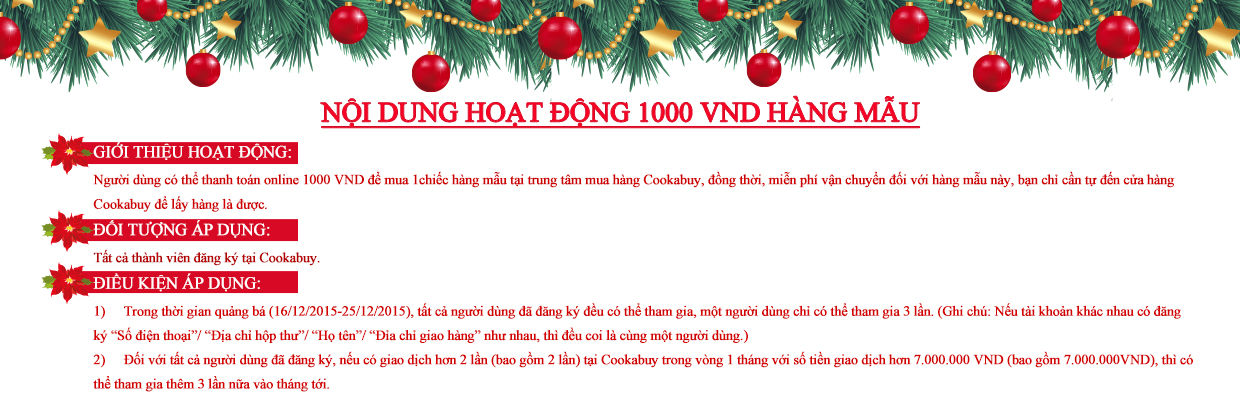 NỘI DUNG HOẠT ĐỘNG 1000 VND HÀNG MẪU
GIỚI THIỆU HOẠT ĐỘNG:
Người dùng có thể thanh toán online 1000 VND để mua 1chiếc hàng mẫu tại trung tâm mua hàng Cookabuy, đồng thời, miễn phí vận chuyển đối với hàng mẫu này, bạn chỉ cần tự đến cửa hàng
Cookabuy để lấy hàng là được.
ĐỐI TƯỢNG ÁP DỤNG:
Tất cả thành viên đăng ký tại Cookabuy.
ĐIỀU KIỆN ÁP DỤNG:
1) Trong thời gian quảng bá (16/12/2015-25/12/2015), tất cả người dùng đã đăng ký đều có thể tham gia, một người dùng chỉ có thể tham gia 3 lần. (Ghi chú: Nếu tài khoản khác nhau có đăng
ký “Số điện thoại”/ “Địa chỉ hộp thư”/ “Họ tên”/ “Đia chỉ giao hàng” như nhau, thì đều coi là cùng một người dùng.)
2) Đối với tất cả người dùng đã đăng ký, nếu có giao dịch hơn 2 lần (bao gồm 2 lần) tại Cookabuy trong vòng 1 tháng với số tiền giao dịch hơn 7.000.000 VND (bao gồm 7.000.000VND), thì có
thể tham gia thêm 3 lần nữa vào tháng tới.